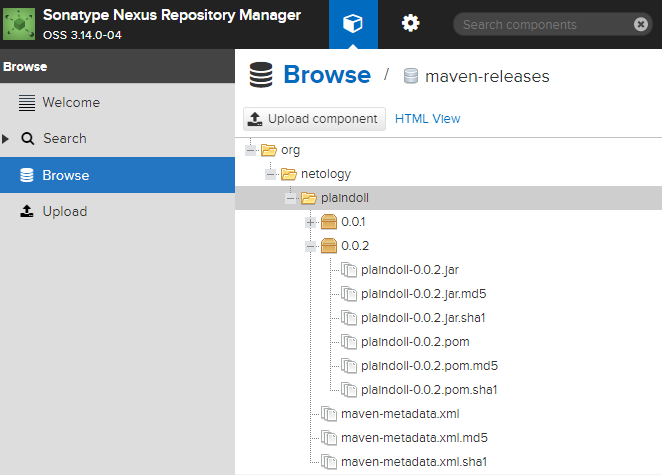 Sonatype Nexus Repository Manager
OSS 3.14.0-04
Search components
Browse
Welcome
Search
Browse
Upload
Browse / maven-releases
Upload component HTML View
org
netology
plaindoll
0.0.1
0.0.2
plaindoll-0.0.2.jar
plaindoll-0.0.2.jar.md5
plaindoll-0.0.2.jar.sha1
plaindoll-0.0.2.pom
plaindoll-0.0.2.pom.md5
plaindoll-0.0.2.pom.sha1
maven-metadata.xml
maven-metadata.xml.md5
maven-metadata.xml.sha1